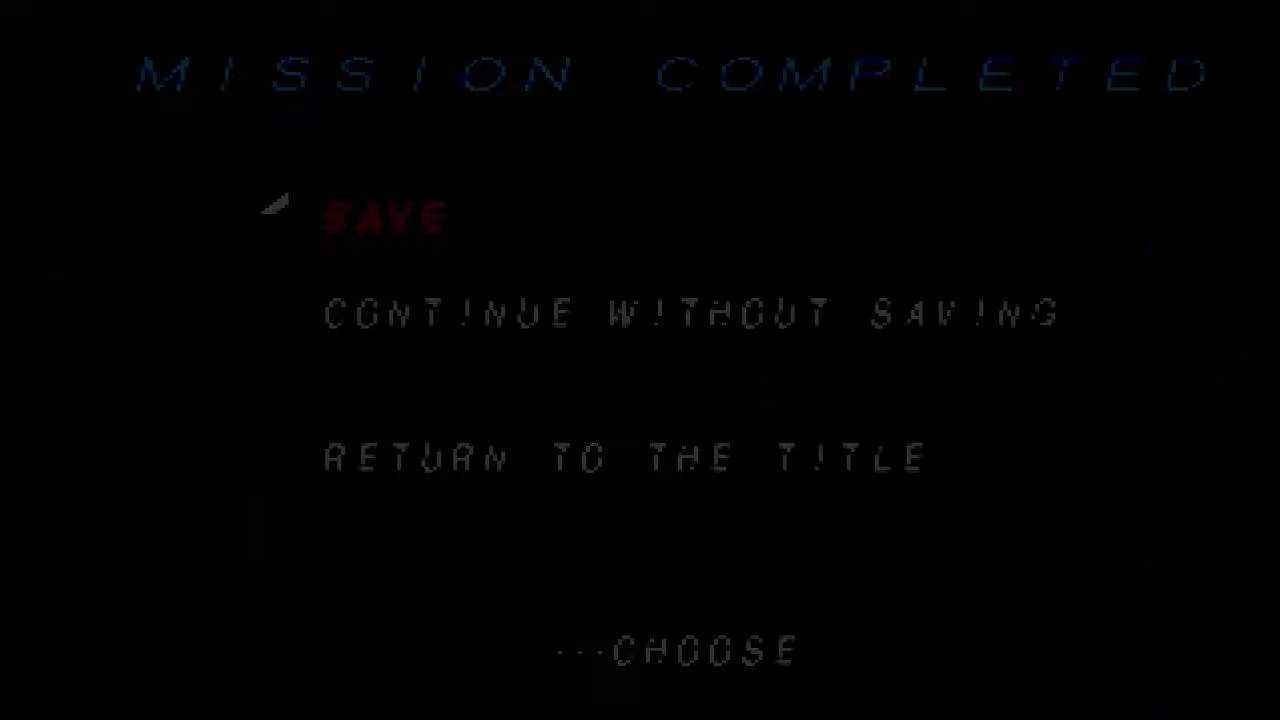 MISSION COMPLETED
SAVE
CONTINUE WITHOUT SAVING
RETURN TO THE TITLE
···CHOOSE